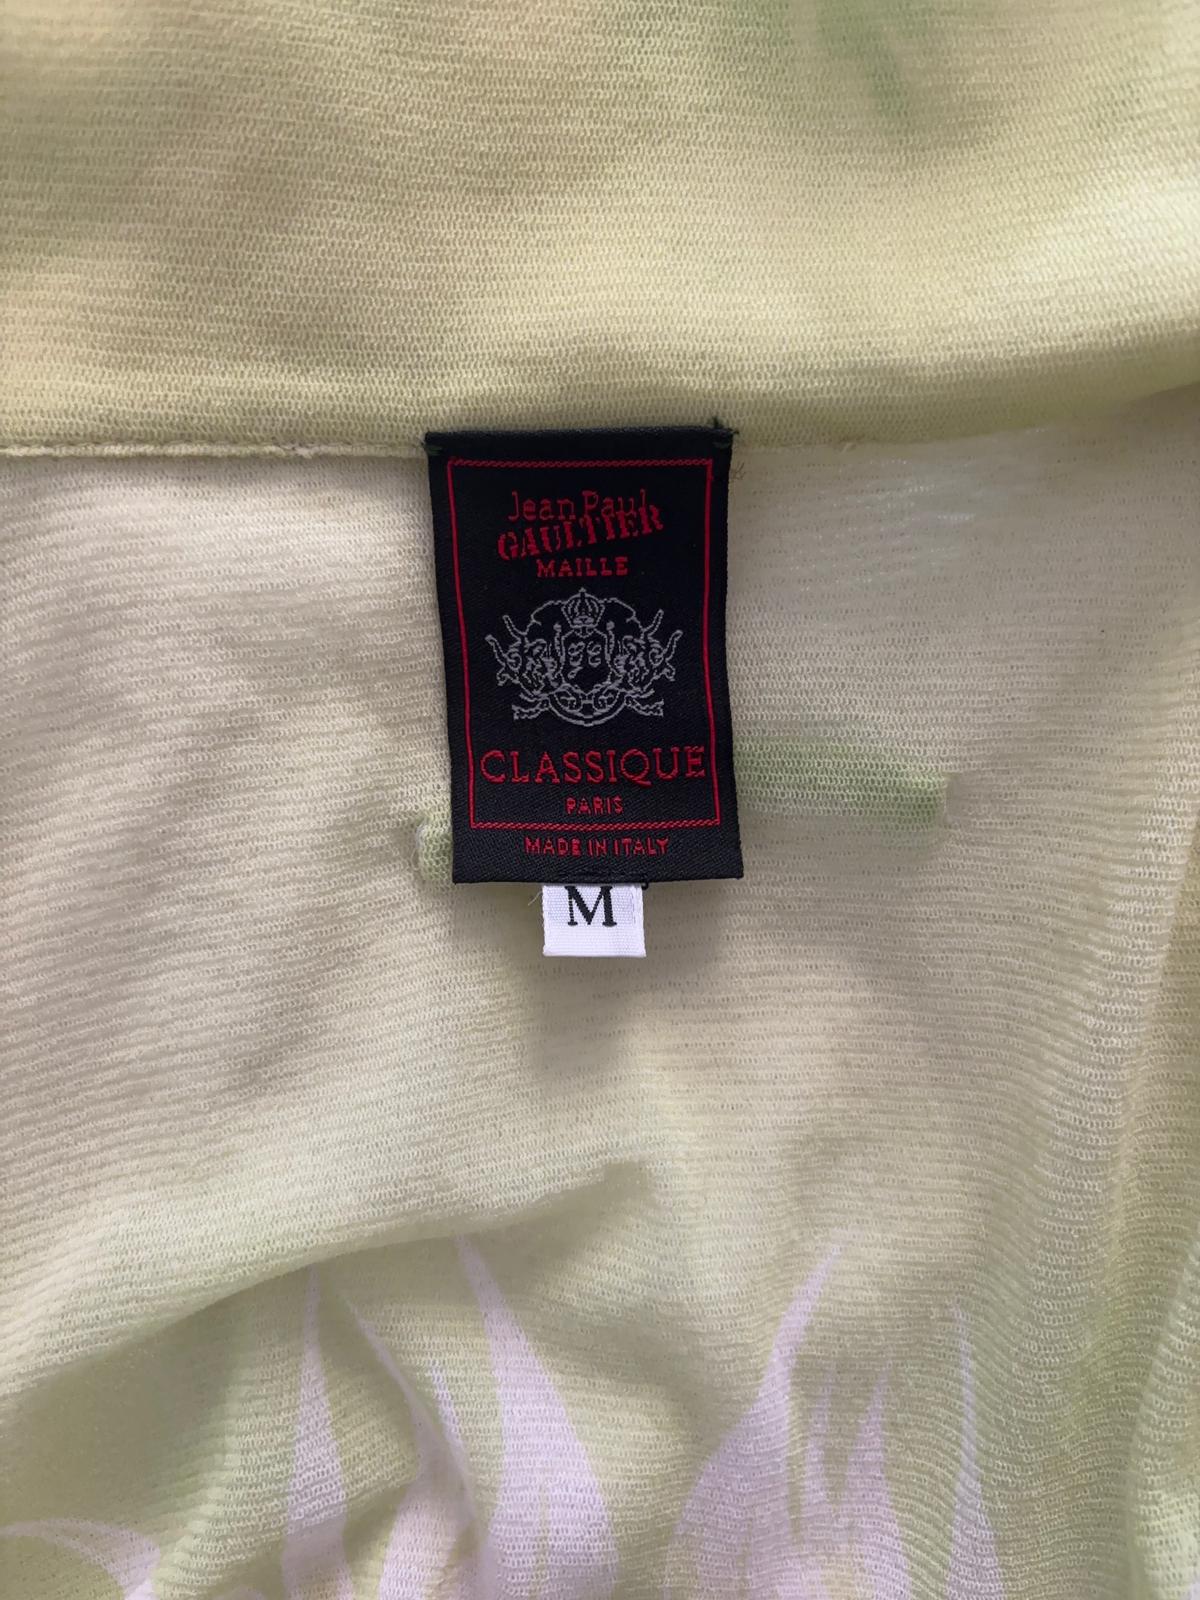 Jean Paul
GAULTIER
MAILLE
CLASSIQUE
PARIS
MADE IN ITALY
M